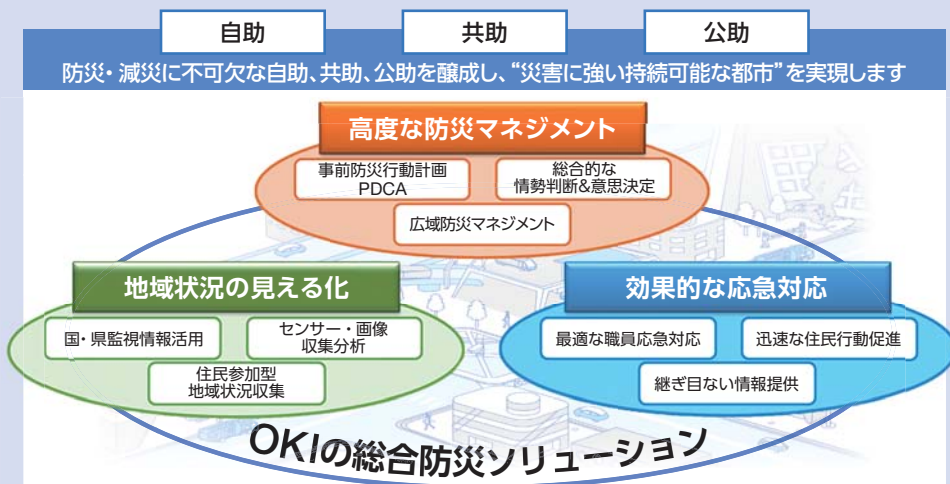 自助
共助
公助
防災・減災に不可欠な自助、共助、公助を醸成し、“災害に強い持続可能な都市”を実現します
高度な防災マネジメント
事前防災行動計画
PDCA
総合的な
情勢判断&意思決定
広域防災マネジメント
地域状況の見える化
国・県監視情報活用
センサー・画像
収集分析
住民参加型
地域状況収集
効果的な応急対応
最適な職員応急対応
迅速な住民行動促進
継ぎ目ない情報提供
OKIの総合防災ソリューション